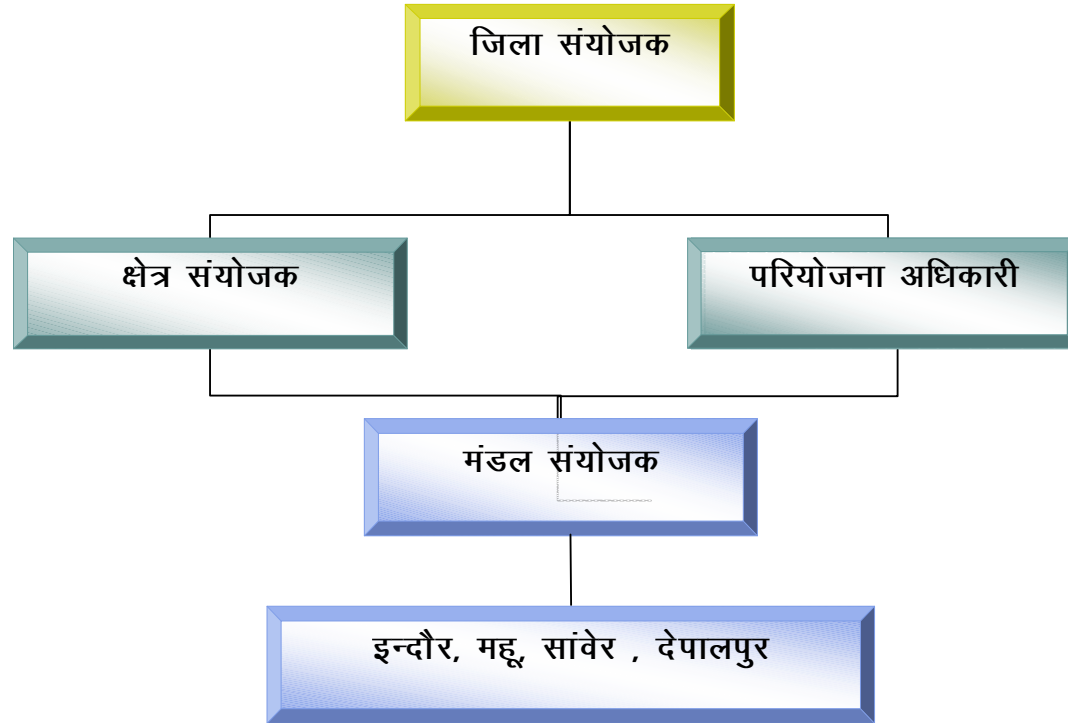 जिला संयोजक
क्षेत्र संयोजक
परियोजना अधिकारी
मंडल संयोजक
इन्दौर, महू, सांवेर , देपालपुर